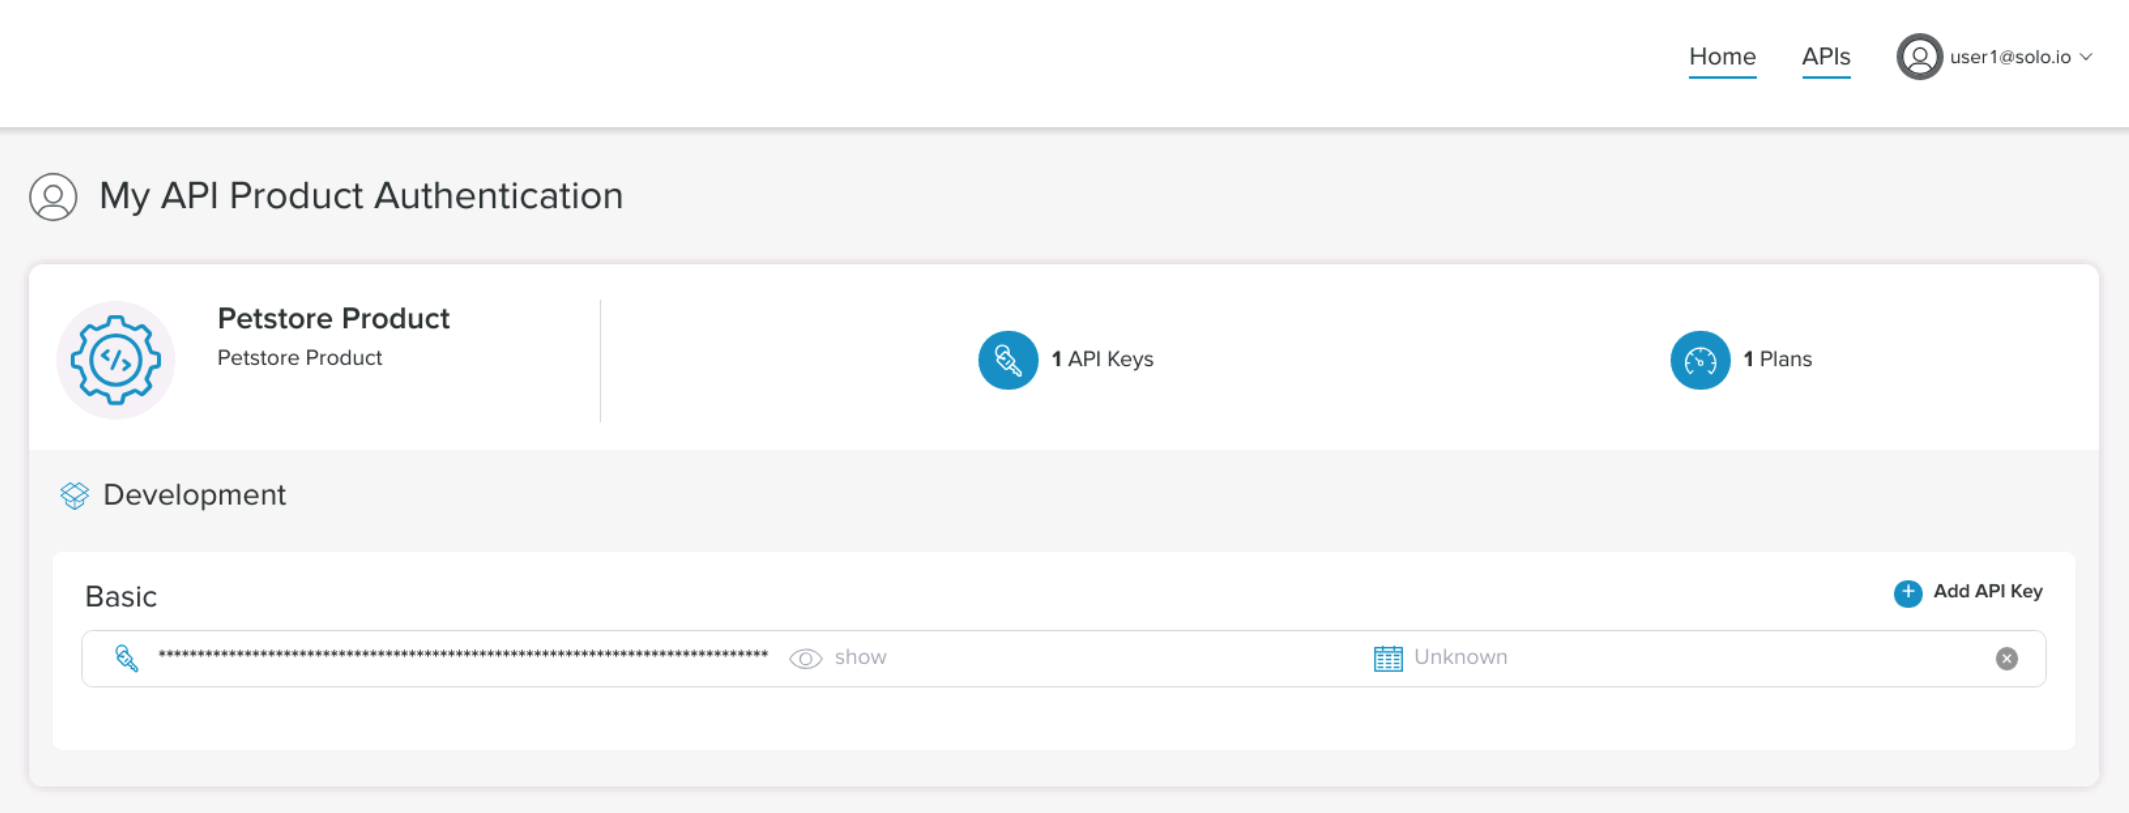 Home APIs user1@solo.io
My API Product Authentication
Petstore Product
Petstore Product
1 API Keys
1 Plans
Development
Basic
Add API Key
****************************************************************************** show Unknown